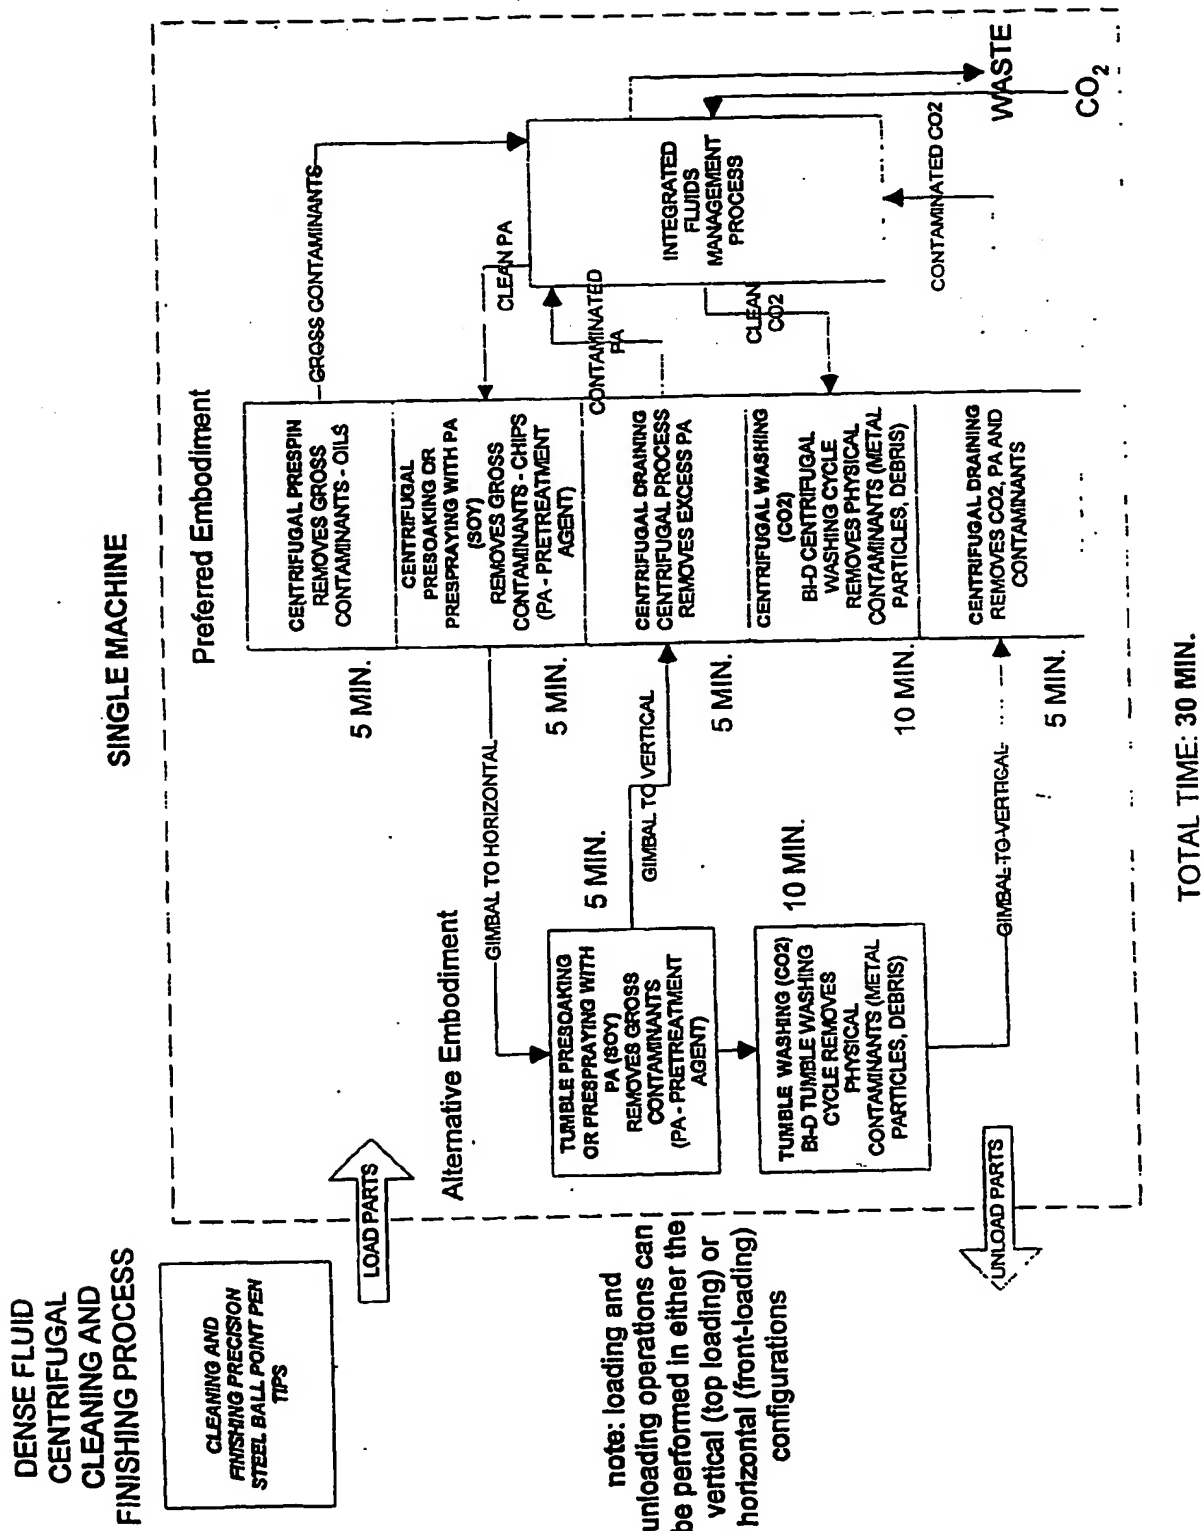 DENSE FLUID
CENTRIFUGAL
CLEANING AND
FINISHING PROCESS
CLEANING AND
FINISHING PRECISION
STEEL BALL POINT PEN
TIPS
SINGLE MACHINE
LOAD PARTS
Preferred Embodiment
CENTRIFUGAL PRESPIN
REMOVES GROSS
CONTAMINANTS - OILS
5 MIN.
GROSS CONTAMINANTS
CENTRIFUGAL
PRESOAKING OR
PRESPRAYING WITH PA
(SOY)
REMOVES GROSS
CONTAMINANTS - CHIPS
(PA - PRETREATMENT
AGENT)
5 MIN.
CLEAN PA
GIMBAL TO HORIZONTAL
CENTRIFUGAL DRAINING
CENTRIFUGAL PROCESS
REMOVES EXCESS PA
5 MIN.
CONTAMINATED
PA
GIMBAL TO VERTICAL
CENTRIFUGAL WASHING
(CO2)
BI-D CENTRIFUGAL
WASHING CYCLE
REMOVES PHYSICAL
CONTAMINANTS (METAL
PARTICLES, DEBRIS)
10 MIN.
CLEAN
CO2
CENTRIFUGAL DRAINING
REMOVES CO2, PA AND
CONTAMINANTS
5 MIN.
CONTAMINATED CO2
GIMBAL-TO-VERTICAL
INTEGRATED
FLUIDS
MANAGEMENT
PROCESS
WASTE
CO2
Alternative Embodiment
TUMBLE PRESOAKING
OR PRESPRAYING WITH
PA (SOY)
REMOVES GROSS
CONTAMINANTS
(PA - PRETREATMENT
AGENT)
5 MIN.
TUMBLE WASHING (CO2)
BI-D TUMBLE WASHING
CYCLE REMOVES
PHYSICAL
CONTAMINANTS (METAL
PARTICLES, DEBRIS)
10 MIN.
UNLOAD PARTS
note: loading and
unloading operations can
be performed in either the
vertical (top loading) or
horizontal (front-loading)
configurations
TOTAL TIME: 30 MIN.